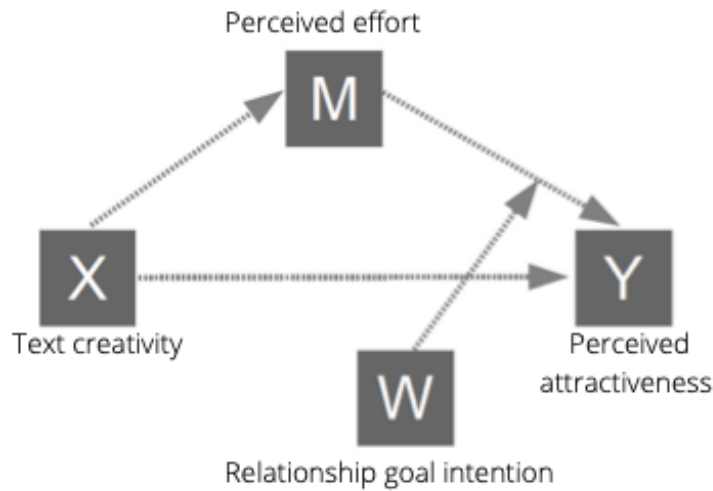 Perceived effort
M
X
Y
Text creativity
Perceived
attractiveness
W
Relationship goal intention